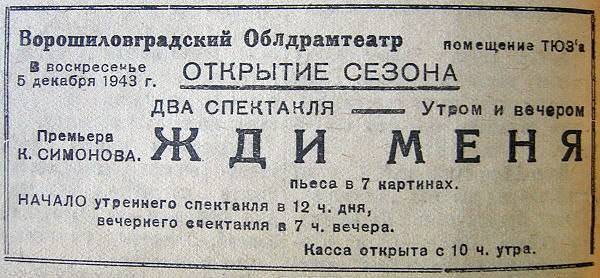 Ворошиловградский Облдрамтеатр помещение ТЮЗ'а
В воскресенье
5 декабря 1943 г. ОТКРЫТИЕ СЕЗОНА
ДВА СПЕКТАКЛЯ — Утром и вечером
Премьера
К. СИМОНОВА. ЖДИ МЕНЯ
пьеса в 7 картинах.
НАЧАЛО утреннего спектакля в 12 ч. дня,
вечернего спектакля в 7 ч. вечера.
Касса открыта с 10 ч. утра.